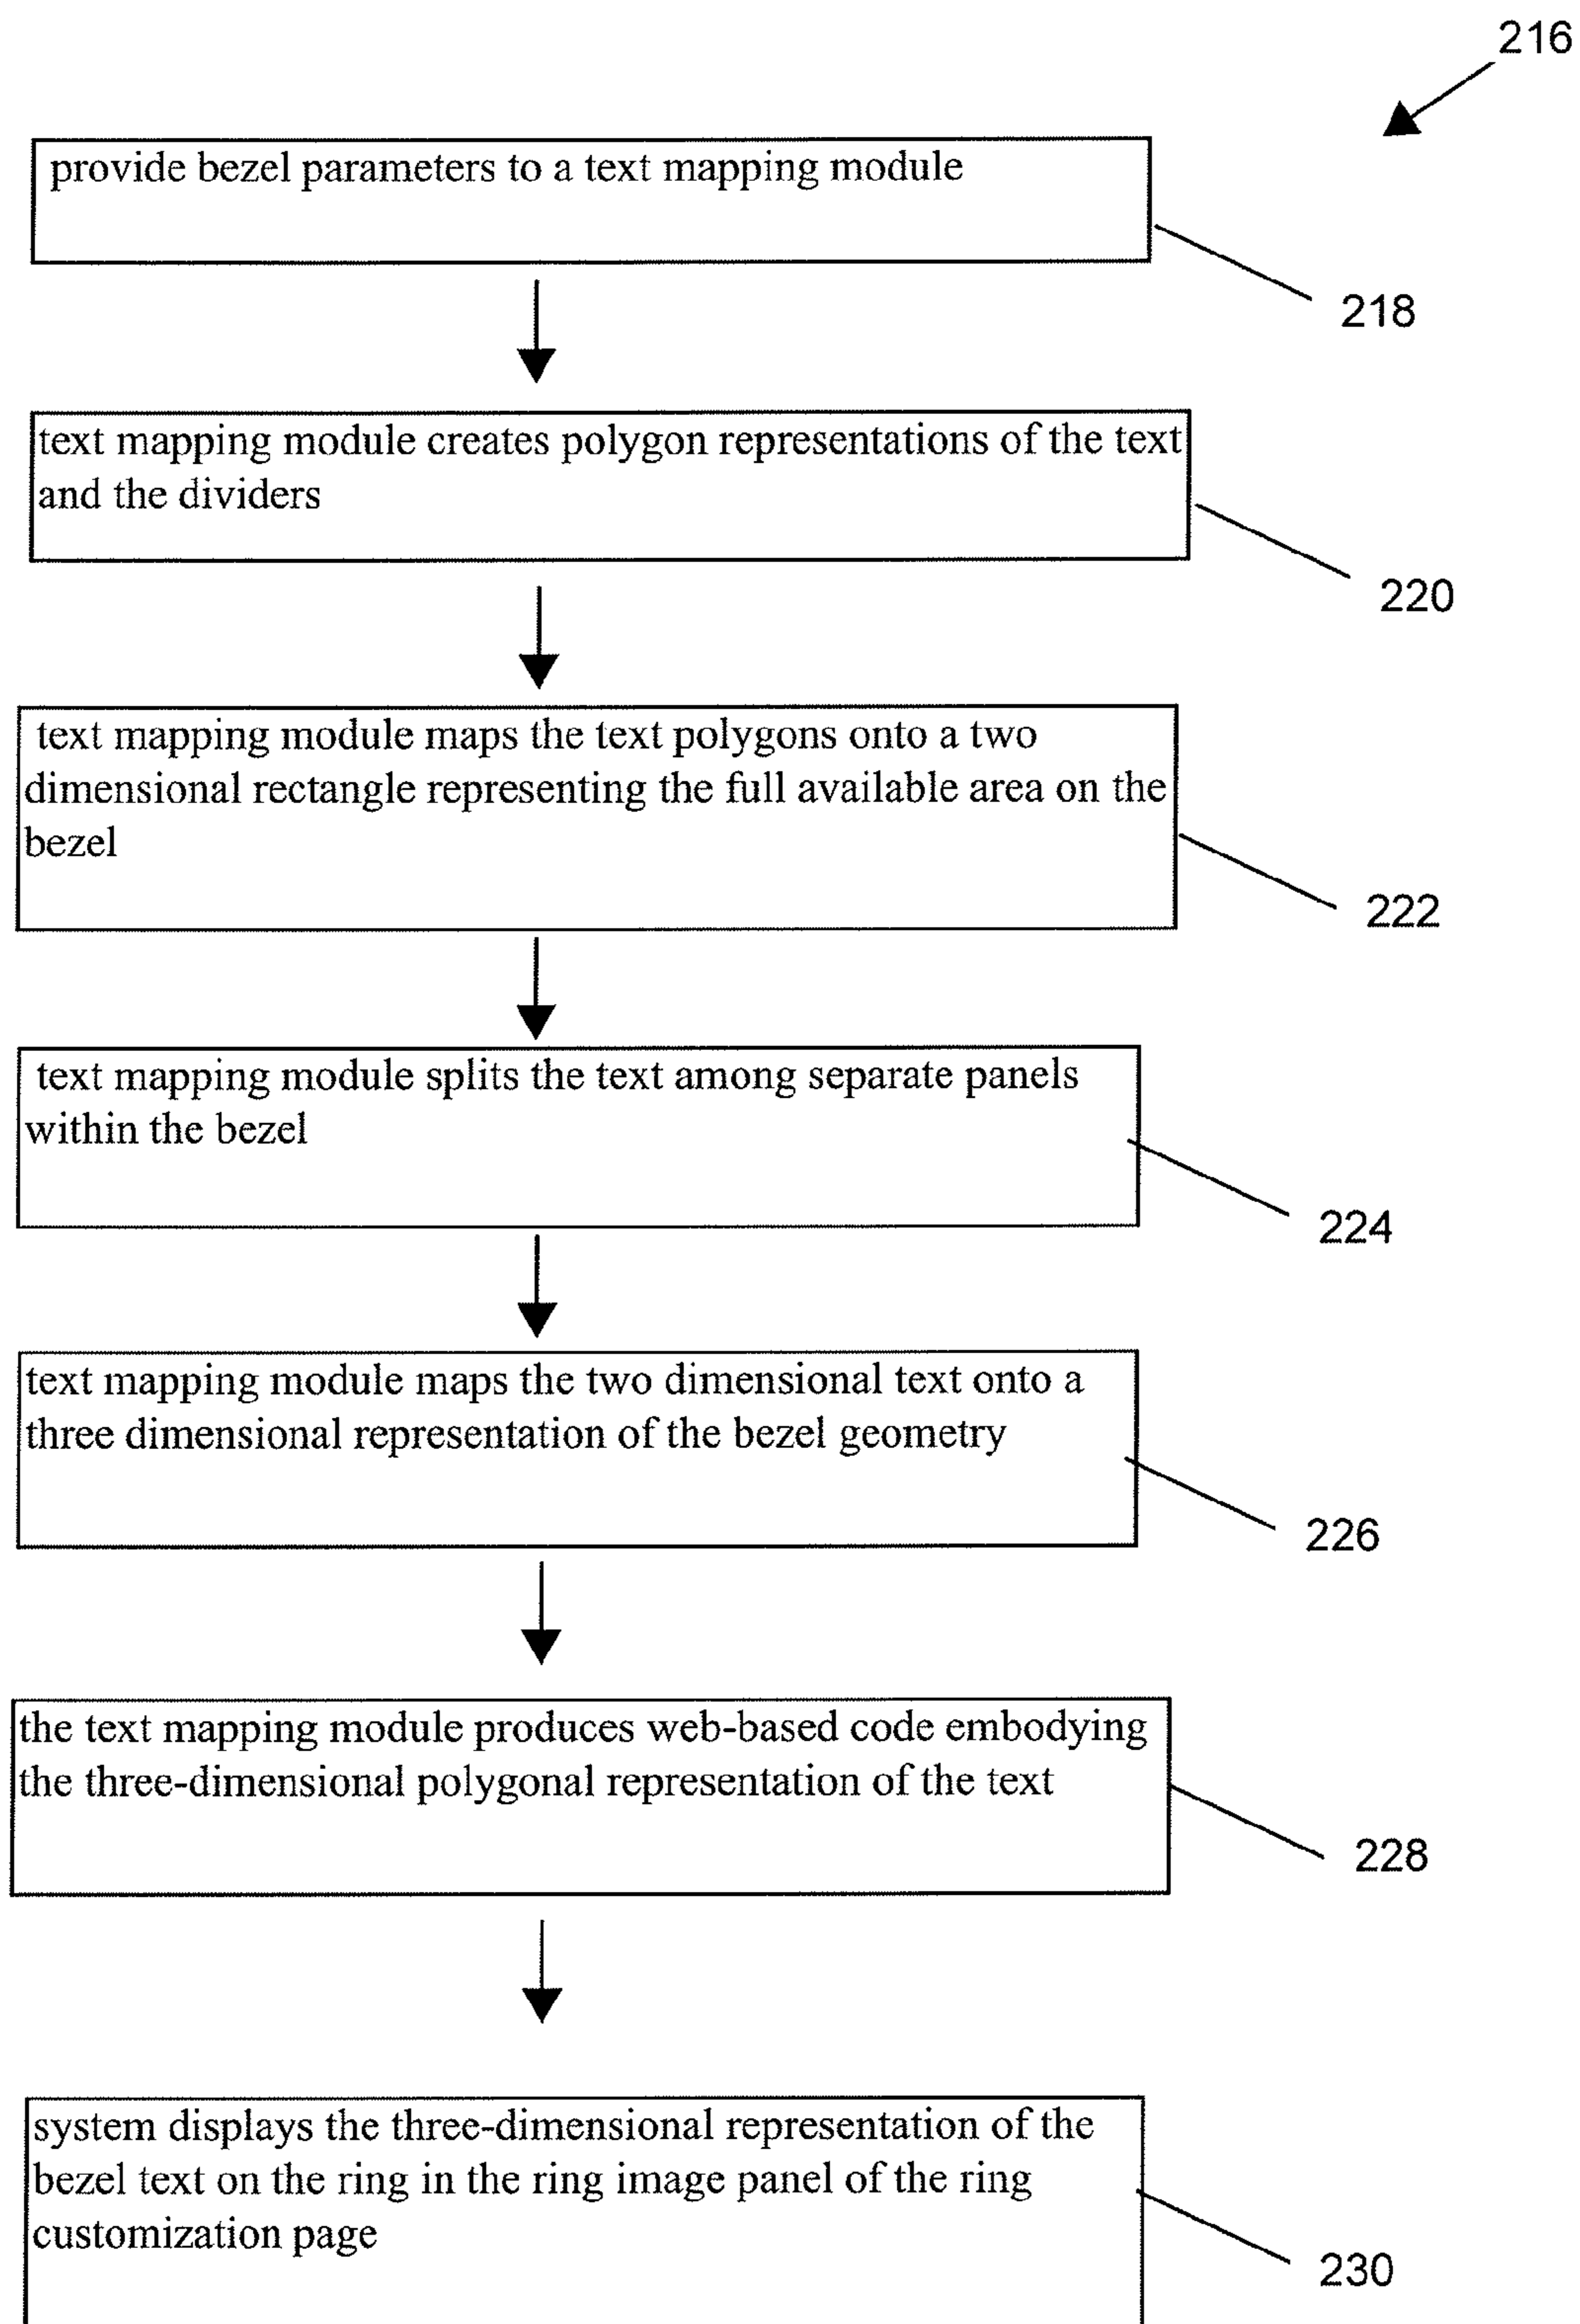 216
provide bezel parameters to a text mapping module
218
text mapping module creates polygon representations of the text
and the dividers
220
text mapping module maps the text polygons onto a two
dimensional rectangle representing the full available area on the
bezel
222
text mapping module splits the text among separate panels
within the bezel
224
text mapping module maps the two dimensional text onto a
three dimensional representation of the bezel geometry
226
the text mapping module produces web-based code embodying
the three-dimensional polygonal representation of the text
228
system displays the three-dimensional representation of the
bezel text on the ring in the ring image panel of the ring
customization page
230